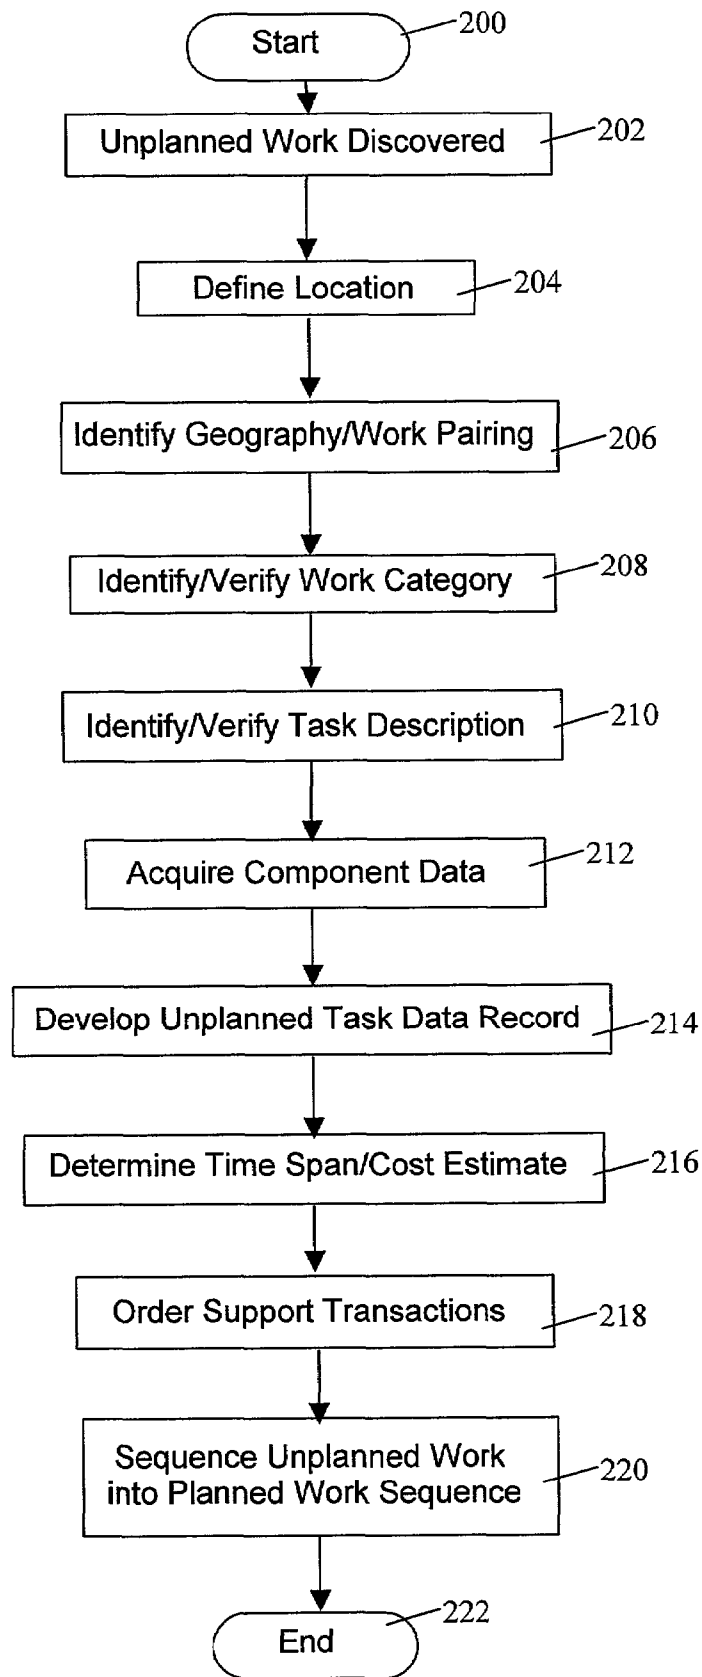 Start
200
Unplanned Work Discovered
202
Define Location
204
Identify Geography/Work Pairing
206
Identify/Verify Work Category
208
Identify/Verify Task Description
210
Acquire Component Data
212
Develop Unplanned Task Data Record
214
Determine Time Span/Cost Estimate
216
Order Support Transactions
218
Sequence Unplanned Work
into Planned Work Sequence
220
End
222